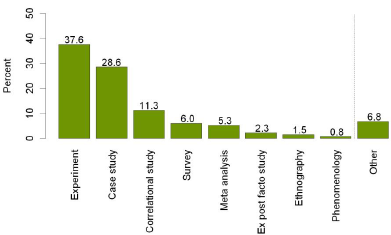 50
40
30
20
10
0
Percent
37.6
28.6
11.3
6.0
5.3
2.3
1.5
0.8
6.8
Experiment
Case study
Correlational study
Survey
Meta analysis
Ex post facto study
Ethnography
Phenomenology
Other